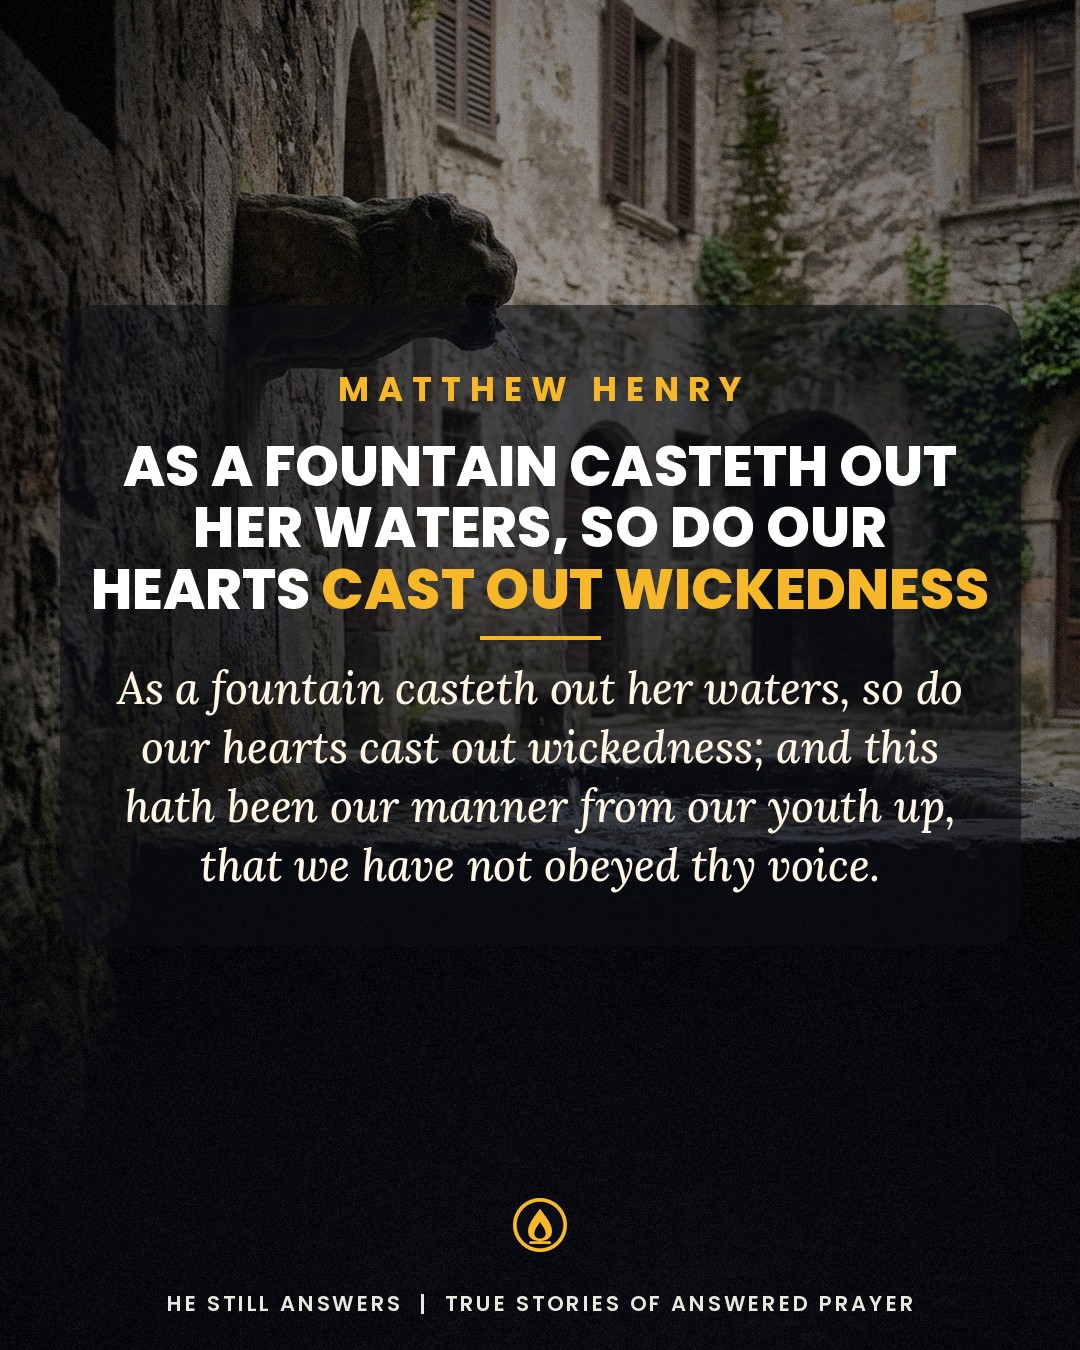 MATTHEW HENRY
AS A FOUNTAIN CASTETH OUT
HER WATERS, SO DO OUR
HEARTS CAST OUT WICKEDNESS
As a fountain casteth out her waters, so do
our hearts cast out wickedness; and this
hath been our manner from our youth up,
that we have not obeyed thy voice.
HE STILL ANSWERS | TRUE STORIES OF ANSWERED PRAYER